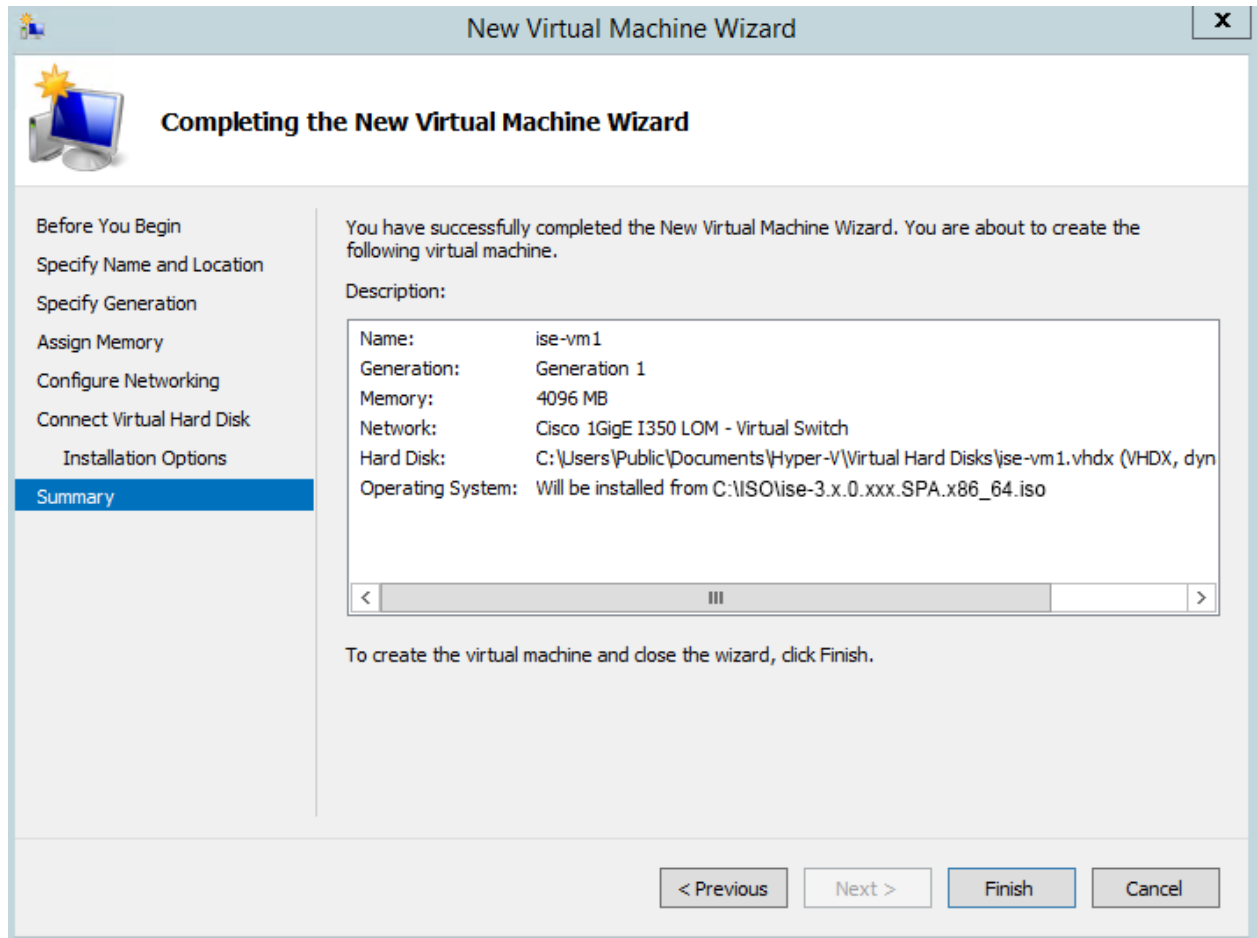 New Virtual Machine Wizard
x
Completing the New Virtual Machine Wizard
Before You Begin
Specify Name and Location
Specify Generation
Assign Memory
Configure Networking
Connect Virtual Hard Disk
Installation Options
Summary
You have successfully completed the New Virtual Machine Wizard. You are about to create the
following virtual machine.
Description:
Name: ise-vm1
Generation: Generation 1
Memory: 4096 MB
Network: Cisco 1GigE I350 LOM - Virtual Switch
Hard Disk: C:\Users\Public\Documents\Hyper-V\Virtual Hard Disks\ise-vm1.vhdx (VHDX, dyn
Operating System: Will be installed from C:\ISO\ise-3.x.0.xxx.SPA.x86_64.iso
To create the virtual machine and close the wizard, click Finish.
< Previous Next > Finish Cancel